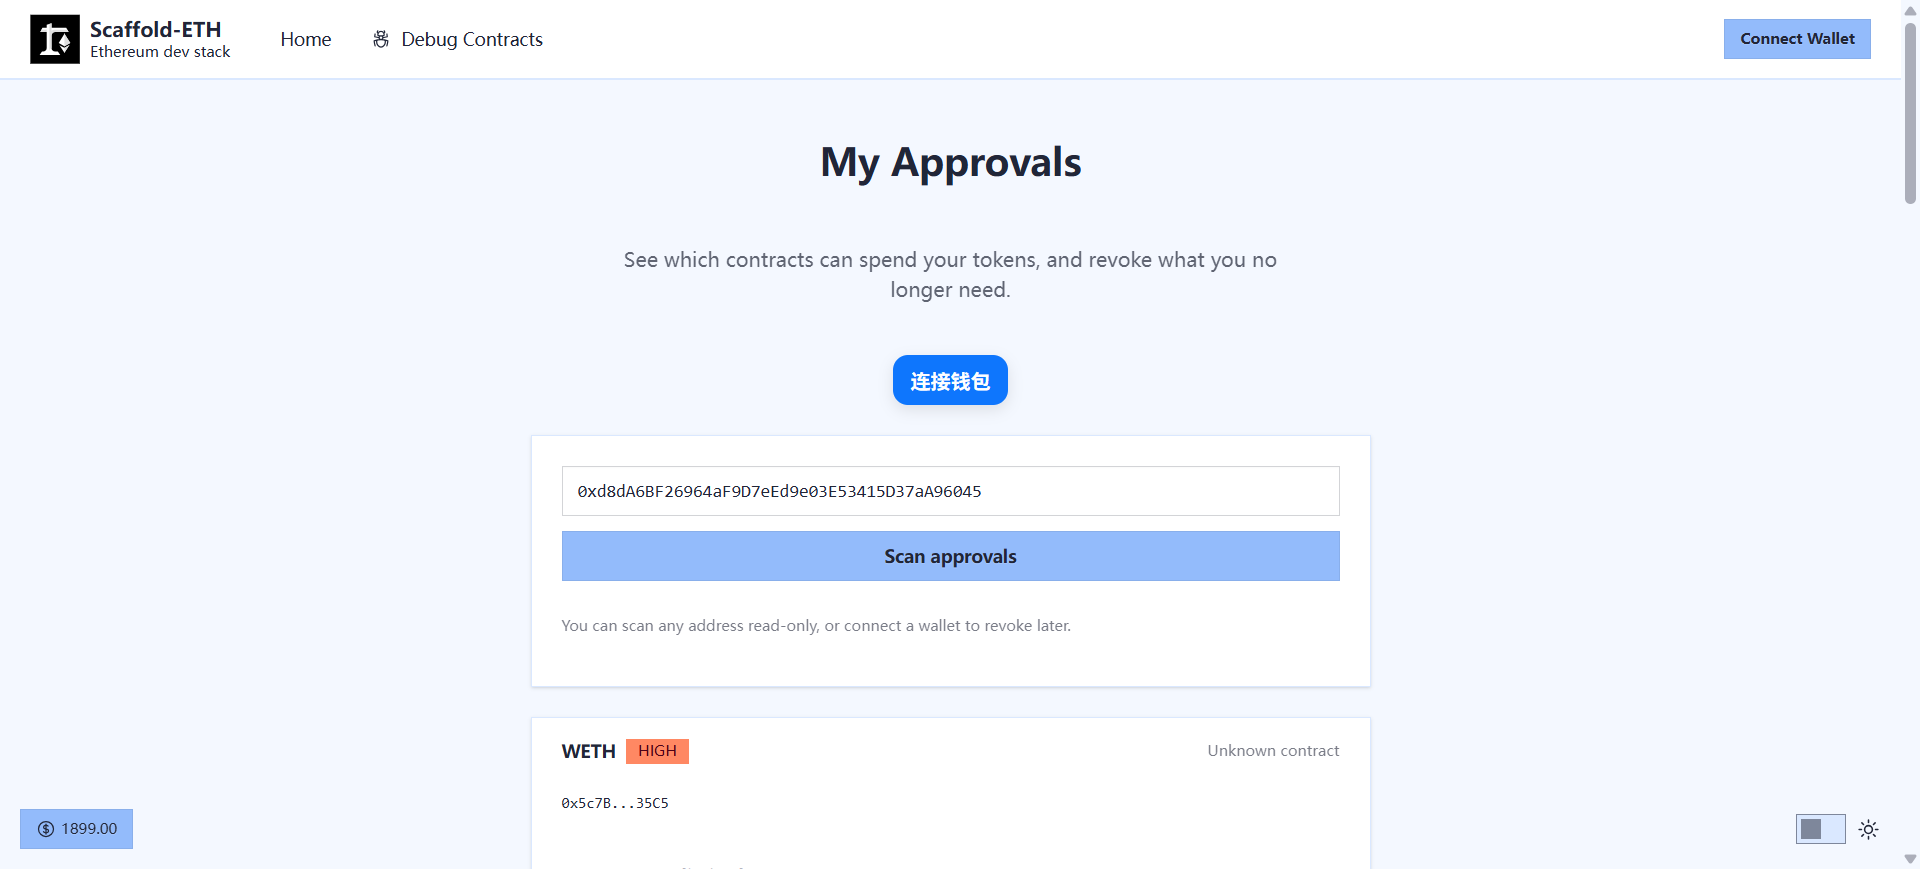 Scaffold-ETH
Ethereum dev stack
Home
Debug Contracts
Connect Wallet
My Approvals
See which contracts can spend your tokens, and revoke what you no
longer need.
连接钱包
0xd8dA6BF26964aF9D7eEd9e03E53415D37aA96045
Scan approvals
You can scan any address read-only, or connect a wallet to revoke later.
WETH
HIGH
Unknown contract
0x5c7B...35C5
1899.00